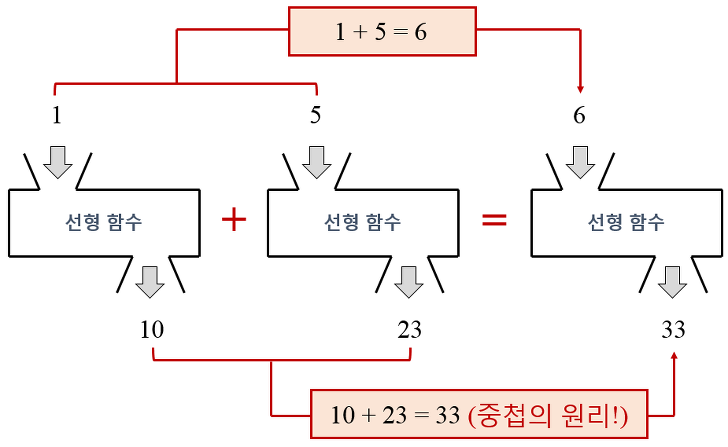 1 + 5 = 6
1
5
6
선형 함수
+
선형 함수
=
선형 함수
10
23
33
10 + 23 = 33 (중첩의 원리!)